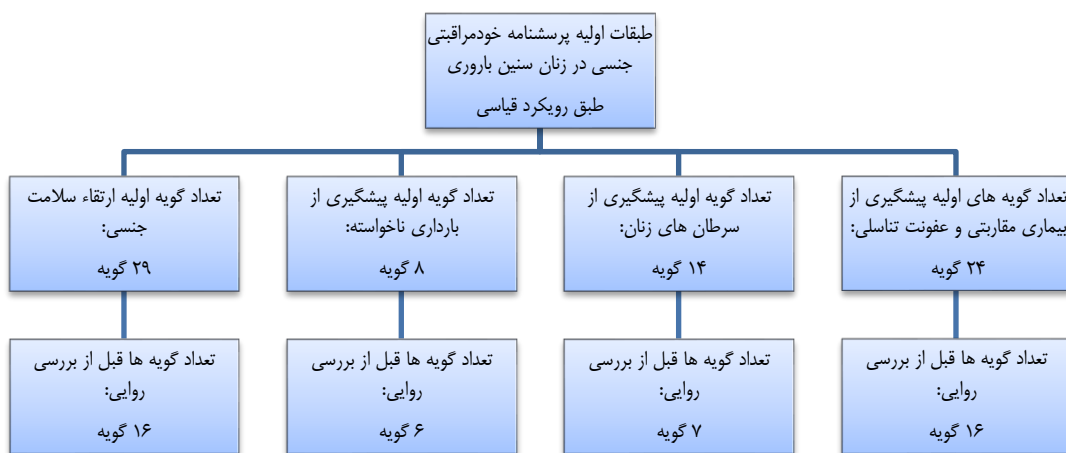 طبقات اولیه پرسشنامه خودمراقبتی
جنسی در زنان سنین باروری
طبق رویکرد قیاسی
تعداد گویه های اولیه پیشگیری از
بیماری مقاربتی و عفونت تناسلی:
۲۴ گویه
تعداد گویه اولیه پیشگیری از
سرطان های زنان:
۱۴ گویه
تعداد گویه اولیه پیشگیری از
بارداری ناخواسته:
۸ گویه
تعداد گویه اولیه ارتقاء سلامت
جنسی:
۲۹ گویه
تعداد گویه ها قبل از بررسی
روایی:
۱۶ گویه
تعداد گویه ها قبل از بررسی
روایی:
۷ گویه
تعداد گویه ها قبل از بررسی
روایی:
۶ گویه
تعداد گویه ها قبل از بررسی
روایی:
۱۶ گویه